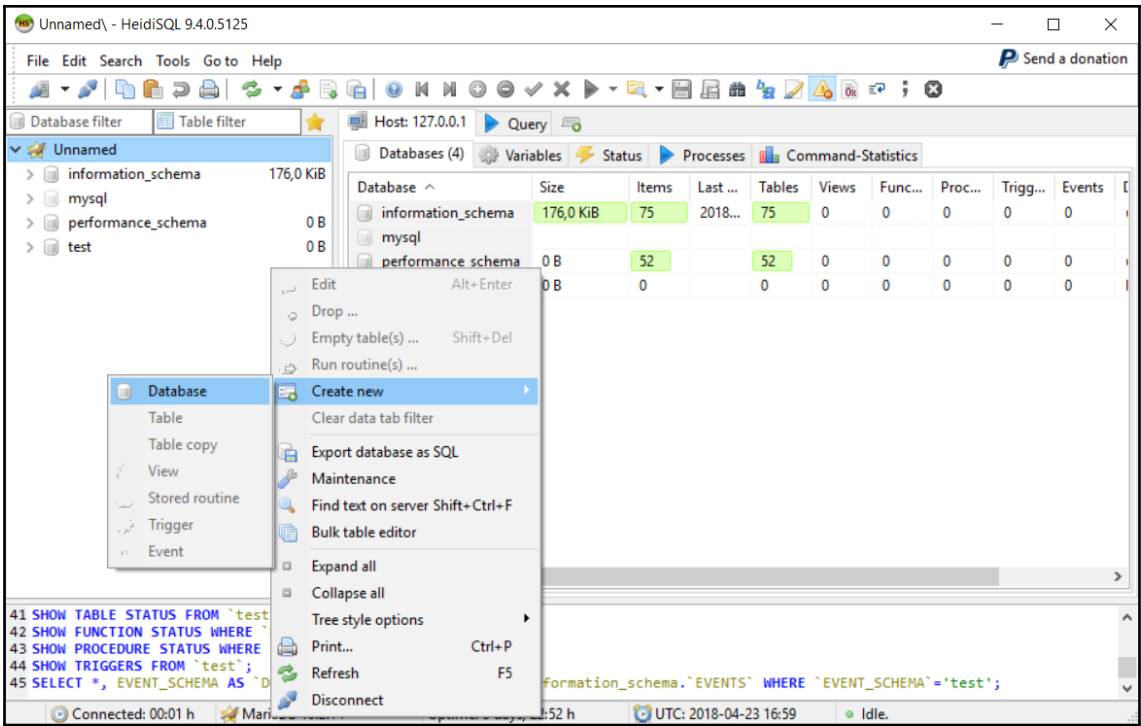 Unnamed\ - HeidiSQL 9.4.0.5125
File Edit Search Tools Go to Help
Send a donation
Database filter Table filter
Host: 127.0.0.1 Query
Unnamed
information_schema 176,0 KiB
mysql
performance_schema 0 B
test 0 B
Databases (4) Variables Status Processes Command-Statistics
Database Size Items Last ... Tables Views Func... Proc... Trigg... Events
information_schema 176,0 KiB 75 2018... 75 0 0 0 0 0
mysql
performance_schema 0 B 52 52 0 0 0 0 0
0 B 0 0 0 0 0 0 0
Edit Alt+Enter
Drop ...
Empty table(s) ... Shift+Del
Run routine(s) ...
Create new
Clear data tab filter
Export database as SQL
Maintenance
Find text on server Shift+Ctrl+F
Bulk table editor
Expand all
Collapse all
Tree style options
Print... Ctrl+P
Refresh F5
Disconnect
Database
Table
Table copy
View
Stored routine
Trigger
Event
41 SHOW TABLE STATUS FROM `test
42 SHOW FUNCTION STATUS WHERE `
43 SHOW PROCEDURE STATUS WHERE
44 SHOW TRIGGERS FROM `test`;
45 SELECT *, EVENT_SCHEMA AS `D formation_schema.`EVENTS` WHERE `EVENT_SCHEMA`='test';
Connected: 00:01 h UTC: 2018-04-23 16:59 Idle.